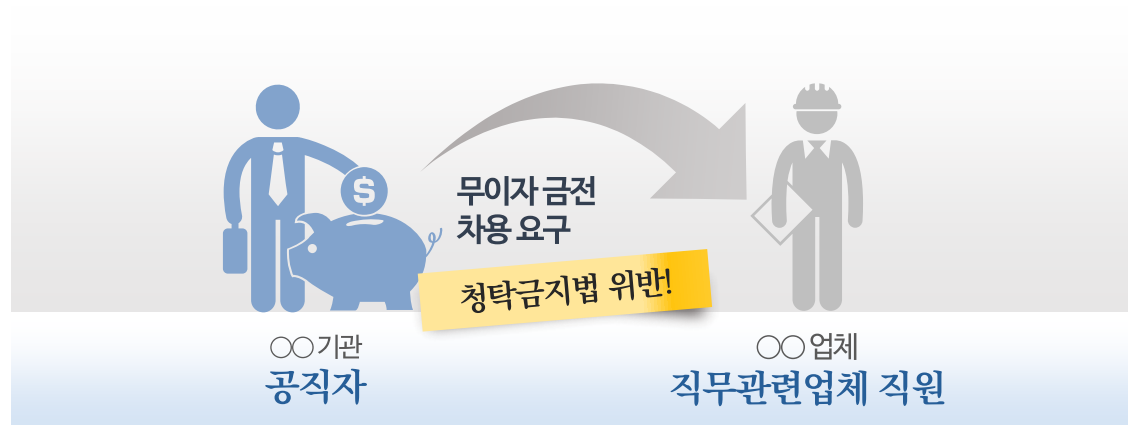 $
무이자 금전
차용 요구
청탁금지법 위반!
○○ 기관
공직자
○○ 업체
직무관련업체 직원